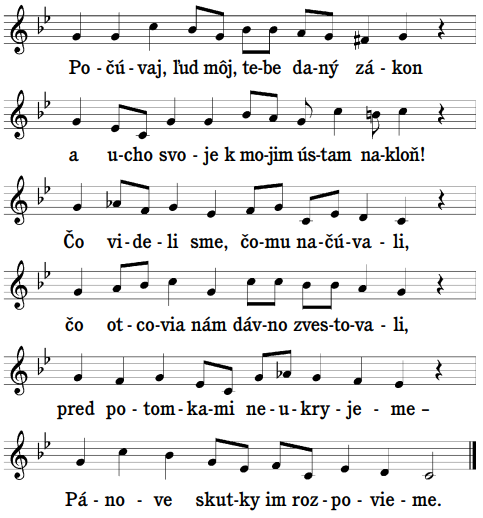 Po - čú - vaj, ľud môj, te - be da - ný zá - kon
a u - cho svo - je k mo - jim ús - tam na - kloň!
Čo vi - de - li sme, čo - mu na - čú - va - li,
čo ot - co - via nám dáv - no zves - to - va - li,
pred po - tom - ka - mi ne - u - kry - je - me –
Pá - no - ve skut - ky im roz - po - vie - me.